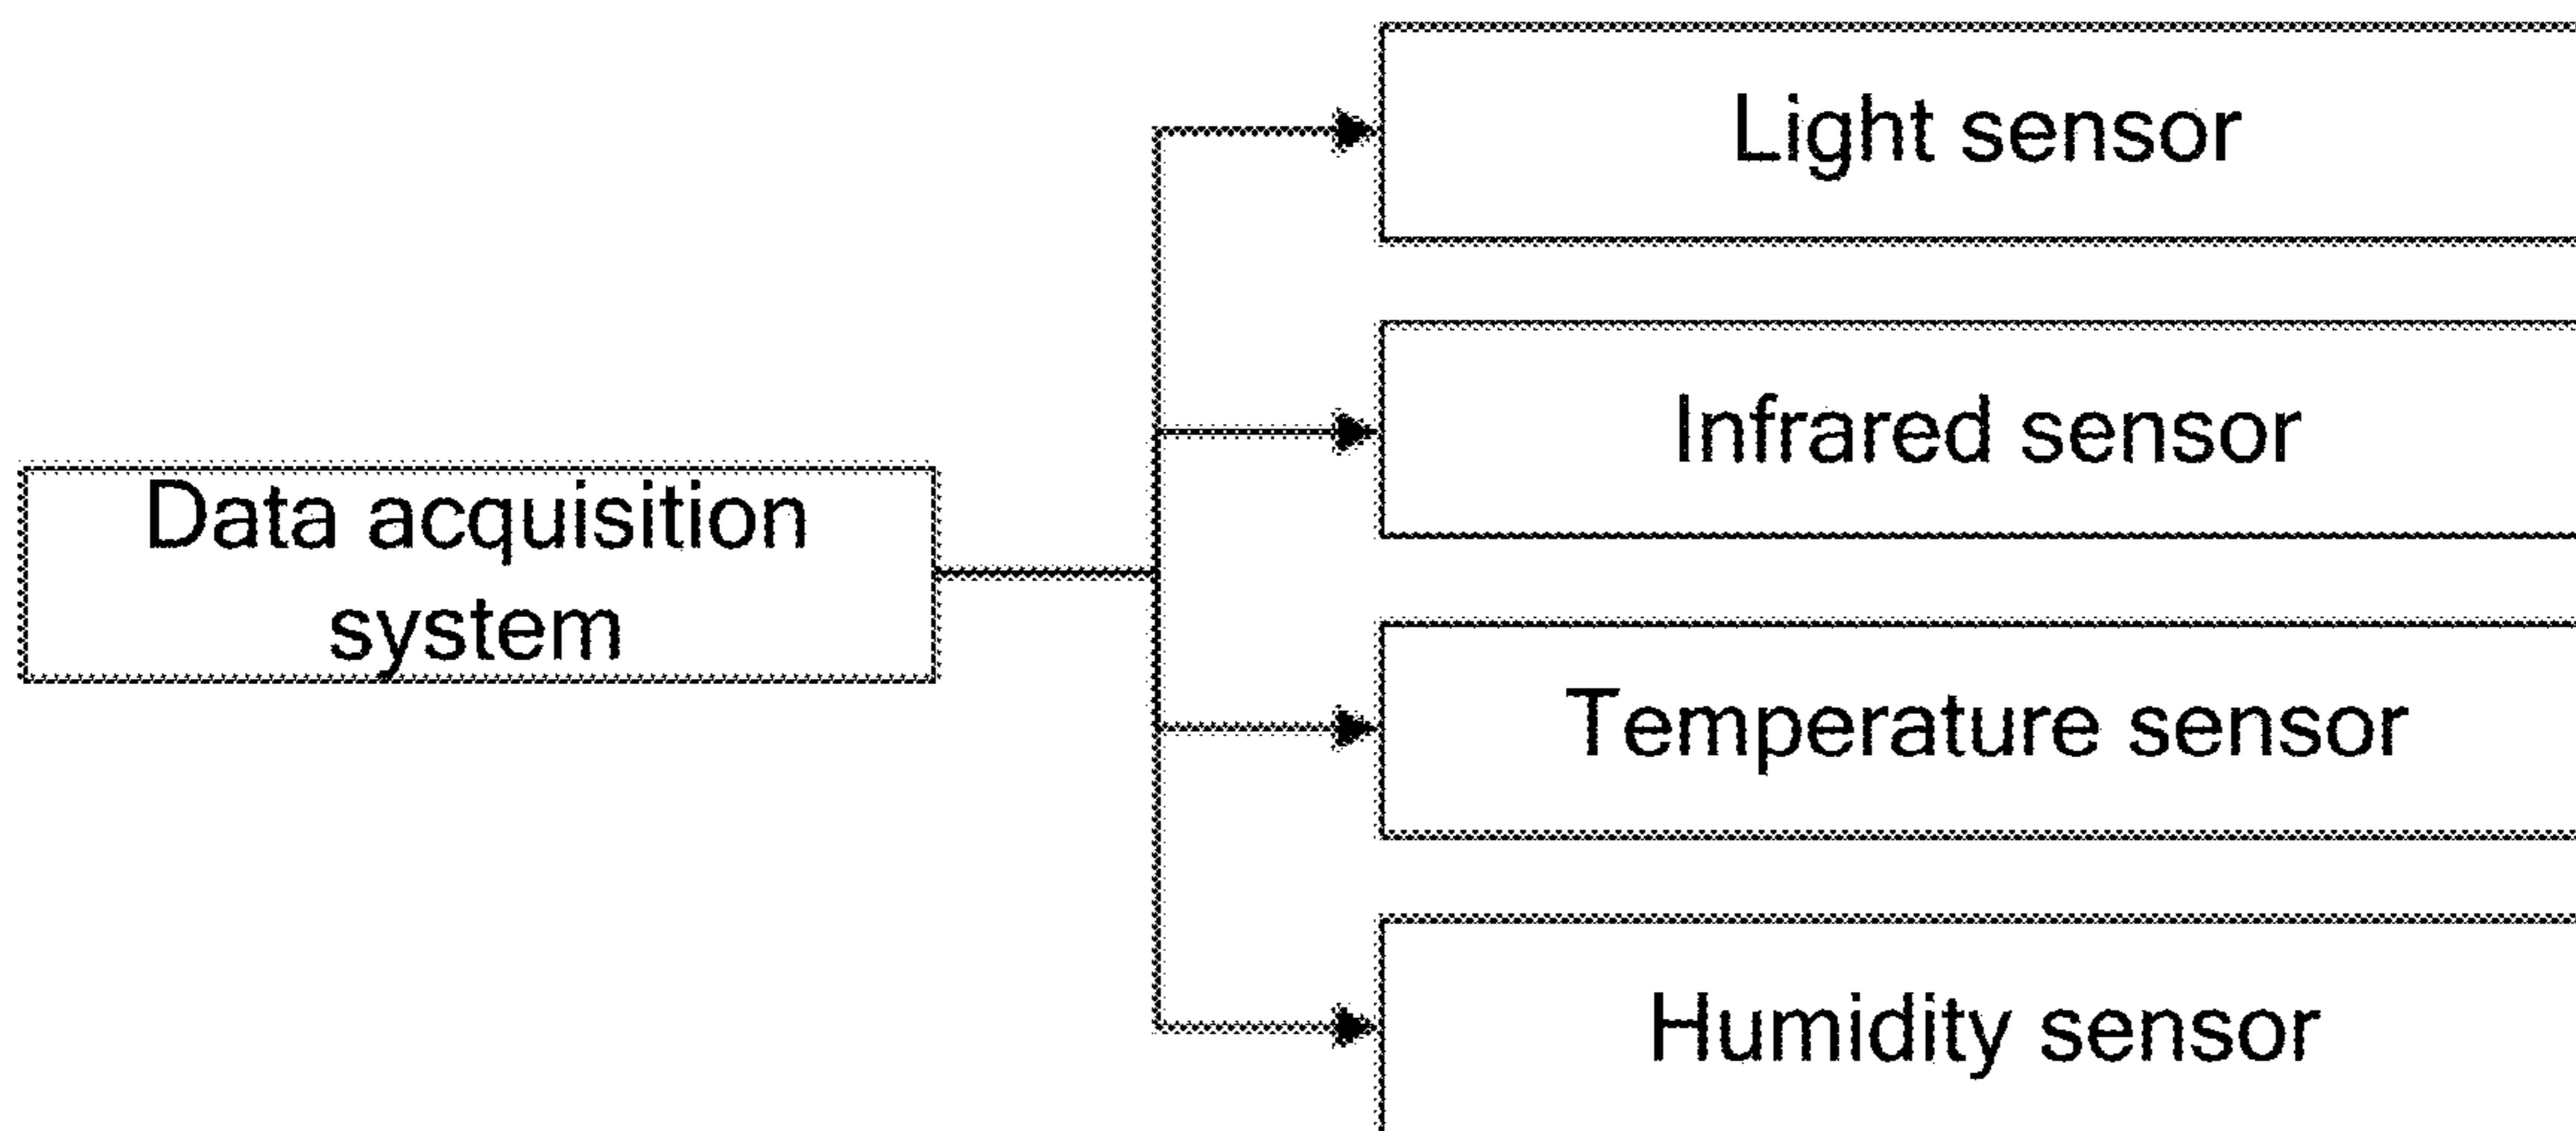 Light sensor
Infrared sensor
Data acquisition
system
Temperature sensor
Humidity sensor